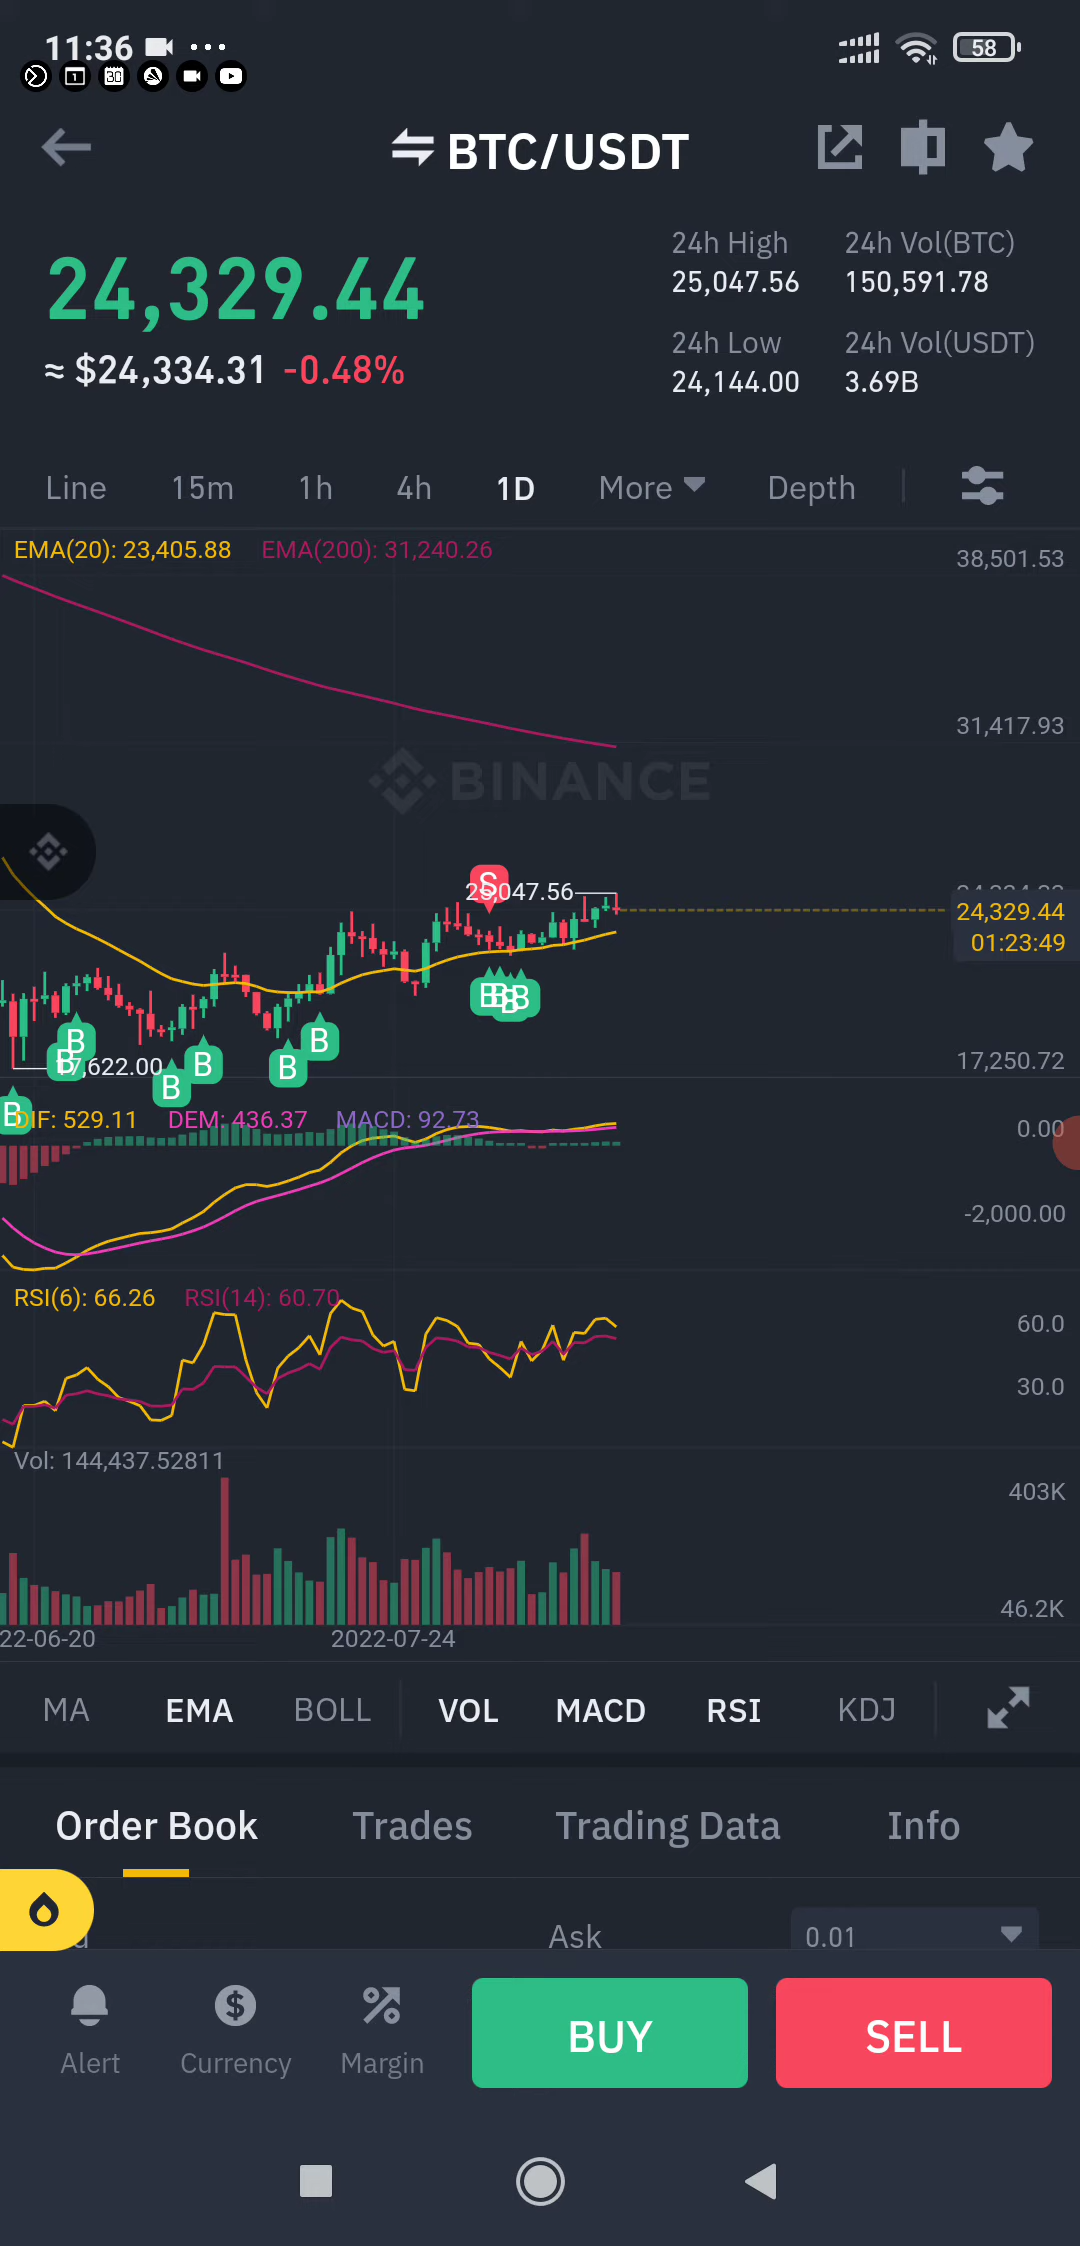 11:36
58
BTC/USDT
24,329.44
≈ $24,334.31 -0.48%
24h High
25,047.56
24h Vol(BTC)
150,591.78
24h Low
24,144.00
24h Vol(USDT)
3.69B
Line 15m 1h 4h 1D More Depth
EMA(20): 23,405.88 EMA(200): 31,240.26
38,501.53
31,417.93
BINANCE
S
25,047.56
24,329.44
01:23:49
B B B B
B B
17,622.00
B B B B
17,250.72
B
DIF: 529.11 DEM: 436.37 MACD: 92.73
0.00
-2,000.00
RSI(6): 66.26 RSI(14): 60.70
60.0
30.0
Vol: 144,437.52811
403K
46.2K
22-06-20 2022-07-24
MA EMA BOLL VOL MACD RSI KDJ
Order Book Trades Trading Data Info
Ask 0.01
Alert Currency Margin BUY SELL